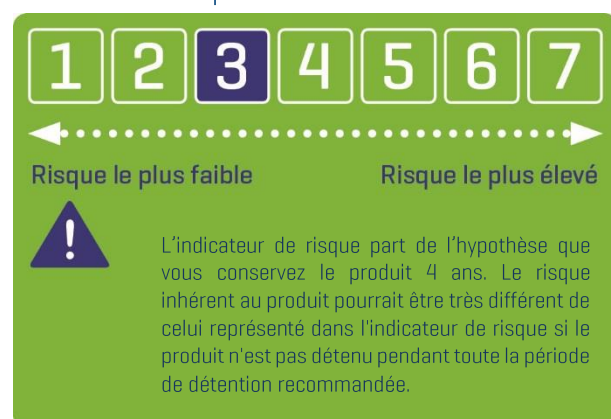 1 2 3 4 5 6 7
Risque le plus faible Risque le plus élevé
!
L'indicateur de risque part de l'hypothèse que
vous conservez le produit 4 ans. Le risque
inhérent au produit pourrait être très différent de
celui représenté dans l'indicateur de risque si le
produit n'est pas détenu pendant toute la période
de détention recommandée.